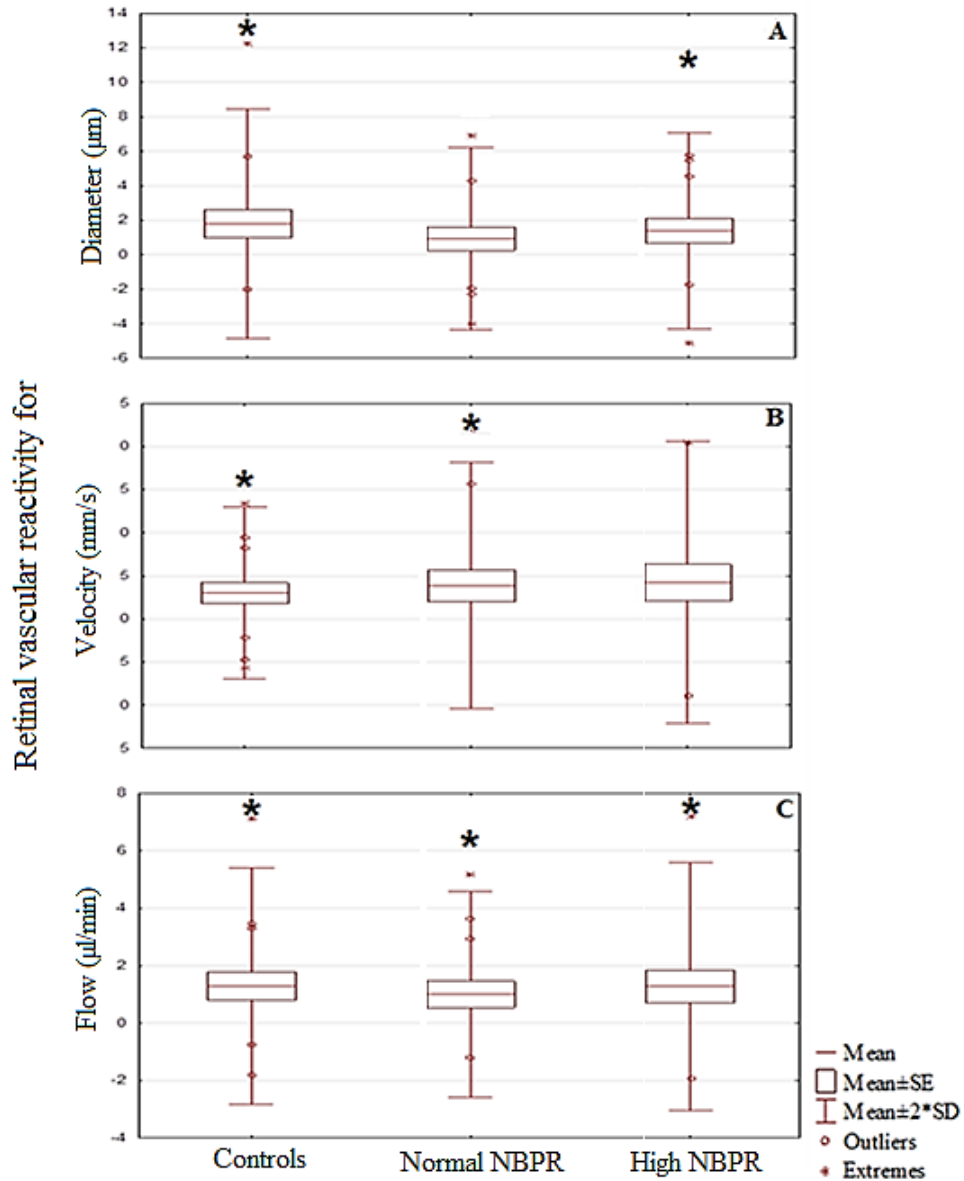 Retinal vascular reactivity for
A
Diameter (µm)
14
12
10
8
6
4
2
0
-2
-4
-6
*
*
B
Velocity (mm/s)
5
0
5
0
5
0
5
0
5
*
*
C
Flow (µl/min)
8
6
4
2
0
-2
-4
*
*
*
Controls Normal NBPR High NBPR
Mean
Mean±SE
Mean±2*SD
Outliers
Extremes